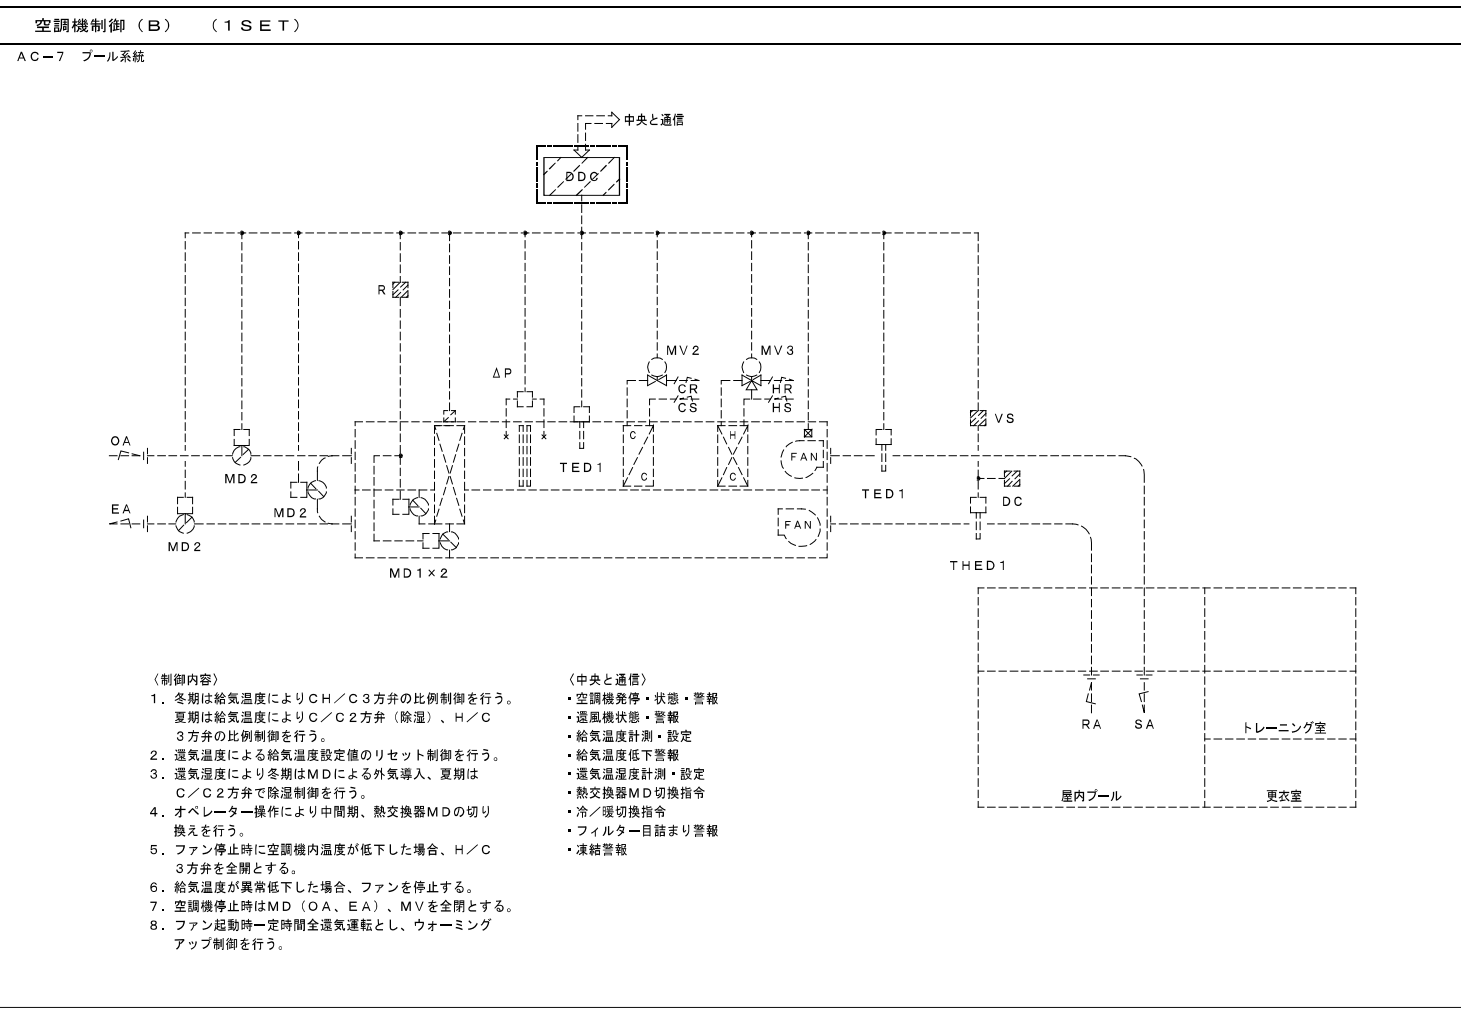 空調機制御（B）　（1SET）
AC−7　プール系統
中央と通信
DDC
R
MV2
MV3
ΔP
CR
HR
CS
HS
VS
OA
C
H
FAN
TED1
MD2
C
C
TED1
MD2
DC
EA
FAN
MD2
THED1
MD1×2
〈制御内容〉
1．冬期は給気温度によりCH／C3方弁の比例制御を行う。
夏期は給気温度によりC／C2方弁（除湿）、H／C
3方弁の比例制御を行う。
2．還気温度による給気温度設定値のリセット制御を行う。
3．還気湿度により冬期はMDによる外気導入、夏期は
C／C2方弁で除湿制御を行う。
4．オペレーター操作により中間期、熱交換器MDの切り
換えを行う。
5．ファン停止時に空調機内温度が低下した場合、H／C
3方弁を全開とする。
6．給気温度が異常低下した場合、ファンを停止する。
7．空調機停止時はMD（OA、EA）、MVを全閉とする。
8．ファン起動時一定時間全還気運転とし、ウォーミング
アップ制御を行う。
〈中央と通信〉
・空調機発停・状態・警報
・還風機状態・警報
・給気温度計測・設定
・給気温度低下警報
・還気温湿度計測・設定
・熱交換器MD切換指令
・冷／暖切換指令
・フィルター目詰まり警報
・凍結警報
RA
SA
トレーニング室
屋内プール
更衣室